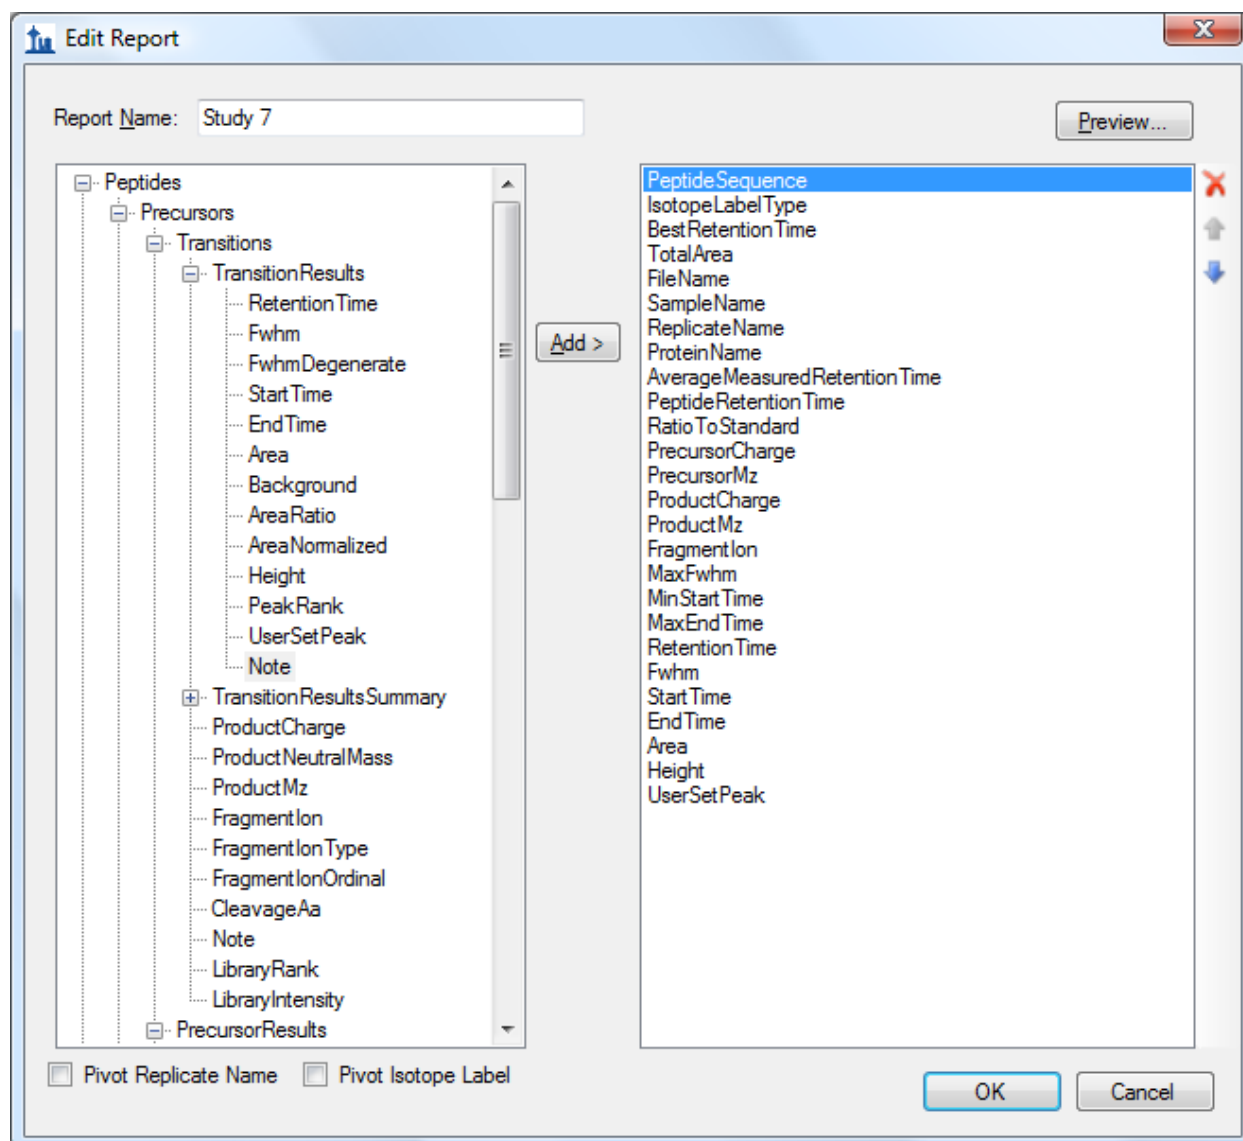 Edit Report
Report Name: Study 7
Preview...
Peptides
Precursors
Transitions
TransitionResults
RetentionTime
Fwhm
FwhmDegenerate
StartTime
EndTime
Area
Background
AreaRatio
AreaNormalized
Height
PeakRank
UserSetPeak
Note
TransitionResultsSummary
ProductCharge
ProductNeutralMass
ProductMz
FragmentIon
FragmentIonType
FragmentIonOrdinal
CleavageAa
Note
LibraryRank
LibraryIntensity
PrecursorResults
Add >
PeptideSequence
IsotopeLabelType
BestRetentionTime
TotalArea
FileName
SampleName
ReplicateName
ProteinName
AverageMeasuredRetentionTime
PeptideRetentionTime
RatioToStandard
PrecursorCharge
PrecursorMz
ProductCharge
ProductMz
FragmentIon
MaxFwhm
MinStartTime
MaxEndTime
RetentionTime
Fwhm
StartTime
EndTime
Area
Height
UserSetPeak
Pivot Replicate Name Pivot Isotope Label
OK Cancel